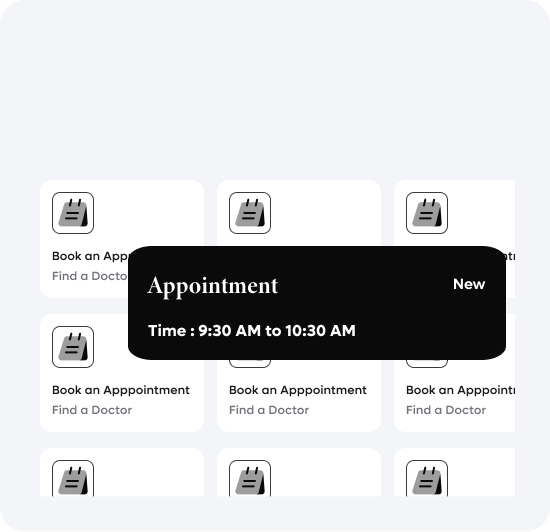 Book an App
Find a Docto
Appointment
New
Time : 9:30 AM to 10:30 AM
Book an Apppointment
Find a Doctor
Book an Apppointment
Find a Doctor
Book an Apppointr
Find a Doctor